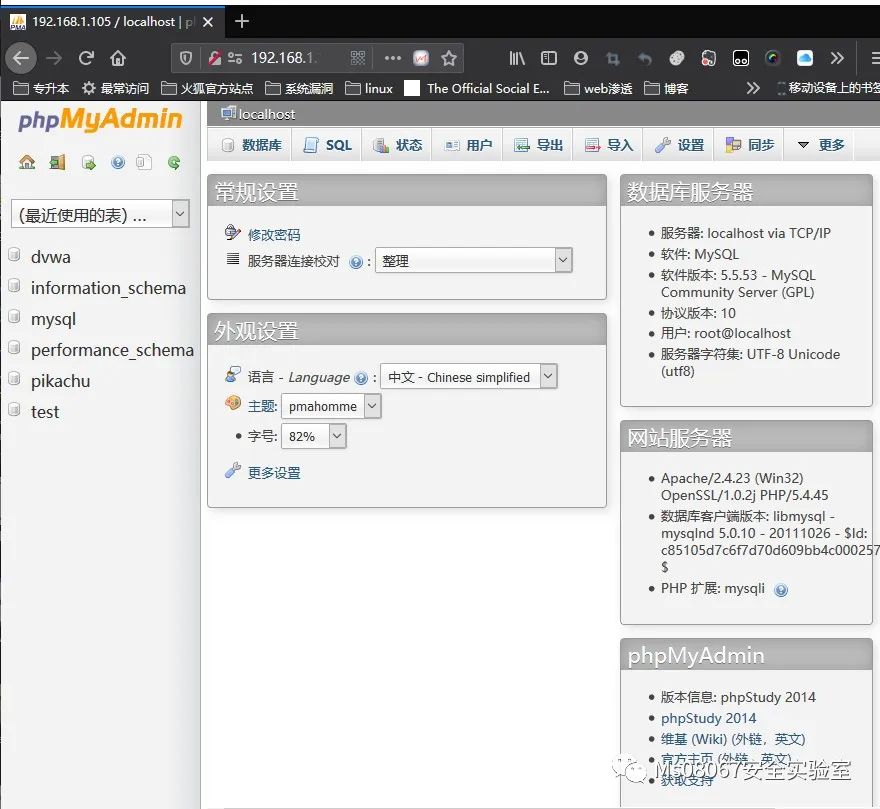 192.168.1.105 / localhost | p
192.168.1.
专升本
最常访问
火狐官方站点
系统漏洞
linux
The Official Social E...
web渗透
博客
移动设备上的书签
phpMyAdmin
(最近使用的表) ...
dvwa
information_schema
mysql
performance_schema
pikachu
test
localhost
数据库
SQL
状态
用户
导出
导入
设置
同步
更多
常规设置
修改密码
服务器连接校对 : 整理
外观设置
语言 - Language : 中文 - Chinese simplified
主题: pmahomme
字号: 82%
更多设置
数据库服务器
服务器: localhost via TCP/IP
软件: MySQL
软件版本: 5.5.53 - MySQL
Community Server (GPL)
协议版本: 10
用户: root@localhost
服务器字符集: UTF-8 Unicode
(utf8)
网站服务器
Apache/2.4.23 (Win32)
OpenSSL/1.0.2j PHP/5.4.45
数据库客户端版本: libmysql -
mysqlnd 5.0.10 - 20111026 - $Id:
c85105d7c6f7d70d609bb4c000257
$
PHP 扩展: mysqli
phpMyAdmin
版本信息: phpStudy 2014
phpStudy 2014
维基 (Wiki) (外链，英文)
官方主页 (外链，英文)
获取支持
Ms08067安全实验室